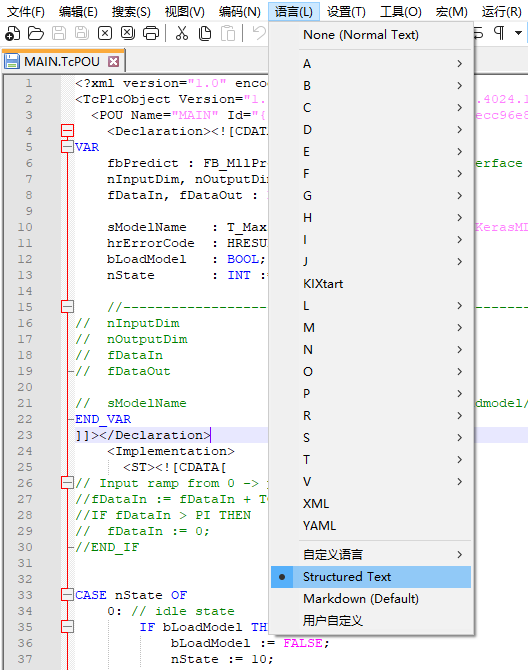 文件(F) 编辑(E) 搜索(S) 视图(V) 编码(N) 语言(L) 设置(T) 工具(O) 宏(M) 运行(R)
MAIN.TcPOU
1 <?xml version="1.0" enco
2 <TcPlcObject Version="1. .4024.1
3 <POU Name="MAIN" Id="{ ecc96e8
4 <Declaration><![CDATA
5 VAR
6 fbPredict : FB_MllPr erface
7 nInputDim, nOutputDi
8 fDataIn, fDataOut :
9
10 sModelName : T_Max KerasML
11 hrErrorCode : HRESU
12 bLoadModel : BOOL;
13 nState : INT :=
14
15 //----------------------
16 // nInputDim
17 // nOutputDim
18 // fDataIn
19 // fDataOut
20
21 // sModelName dmodel/
22 END_VAR
23 ]]></Declaration>
24 <Implementation>
25 <ST><![CDATA[
26 // Input ramp from 0 ->
27 //fDataIn := fDataIn + T
28 //IF fDataIn > PI THEN
29 // fDataIn := 0;
30 //END_IF
31
32
33 CASE nState OF
34 0: // idle state
35 IF bLoadModel TH
36 bLoadModel := FALSE;
37 nState := 10;
None (Normal Text)
A
B
C
D
E
F
G
H
I
J
KIXtart
L
M
N
O
P
R
S
T
V
XML
YAML
自定义语言
Structured Text
Markdown (Default)
用户自定义